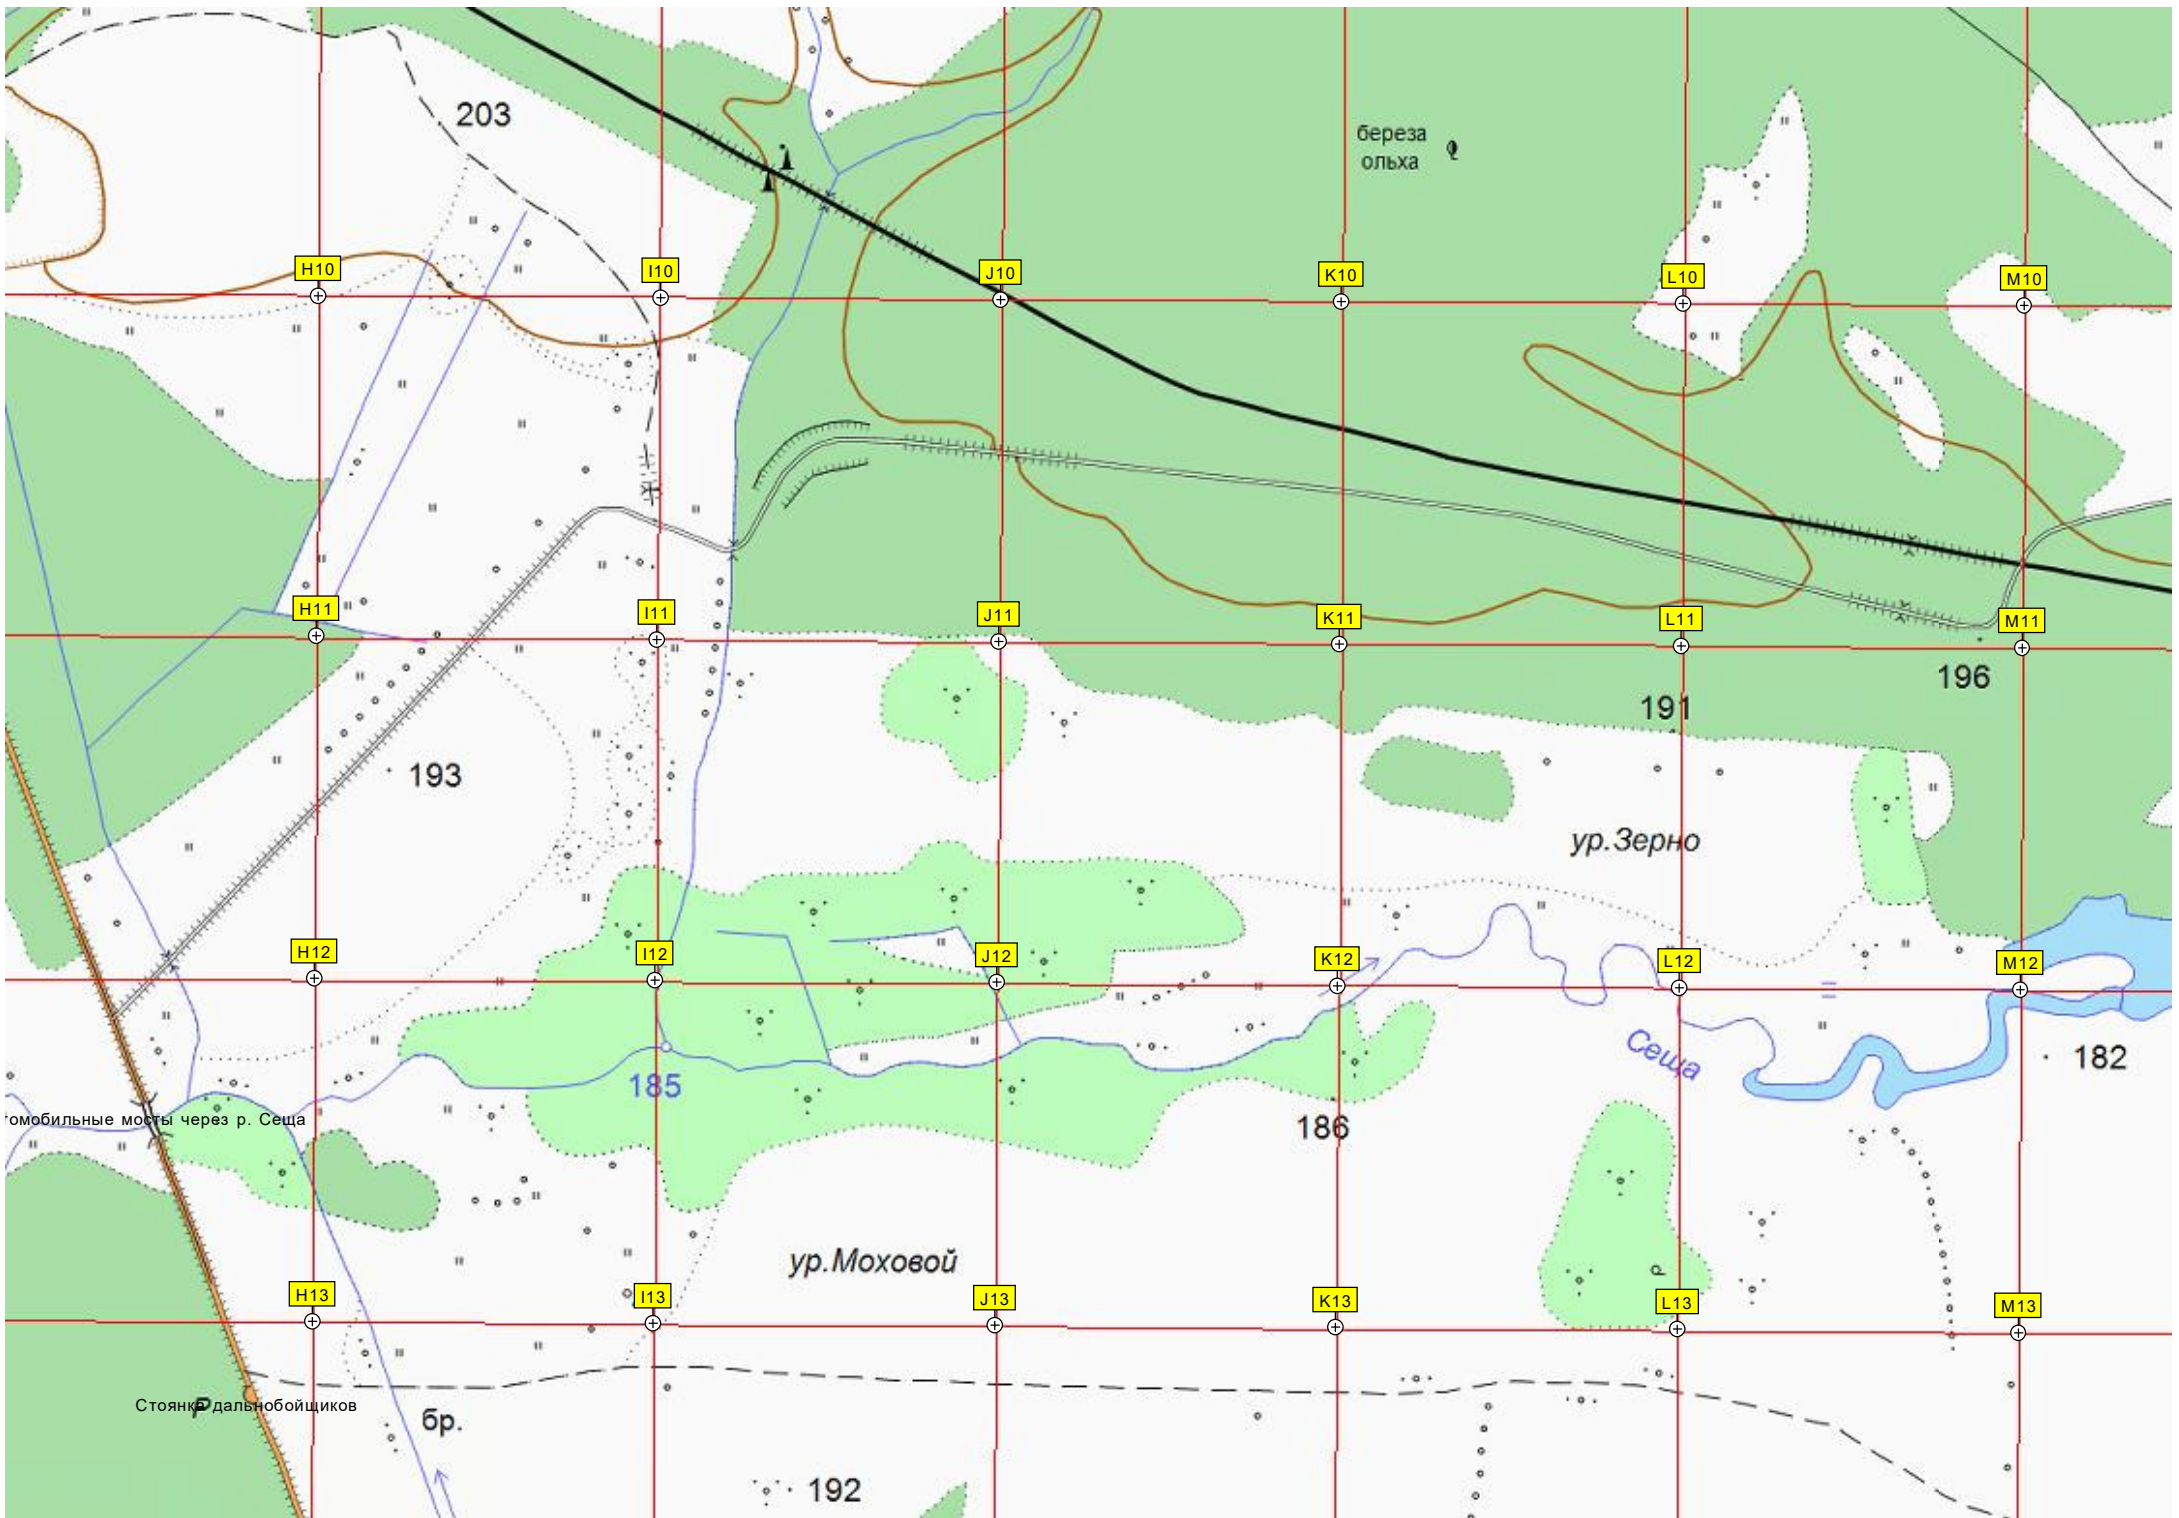 203
береза
ольха
H10
I10
J10
K10
L10
M10
H11
I11
J11
K11
L11
M11
196
191
193
ур.Зерно
H12
I12
J12
K12
L12
M12
Сеща
182
185
омобильные мосты через р. Сеща
186
ур.Моховой
H13
I13
J13
K13
L13
M13
Р
Стоянка дальнобойщиков
Р
бр.
192